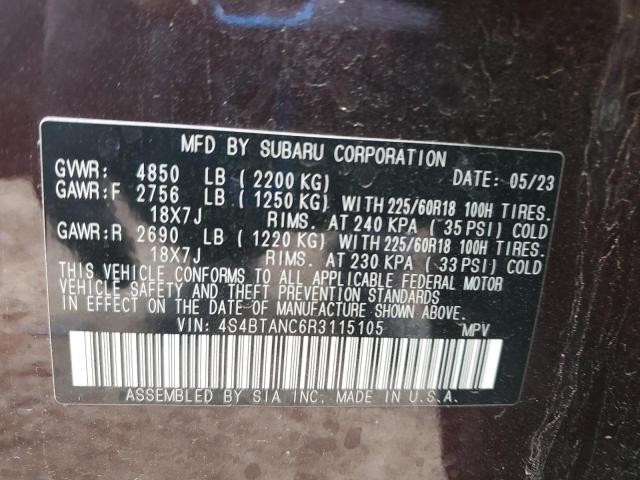 MFD BY SUBARU CORPORATION
GVWR: 4850 LB ( 2200 KG) DATE: 05/23
GAWR:F 2756 LB ( 1250 KG) WITH 225/60R18 100H TIRES.
18X7J RIMS. AT 240 KPA ( 35 PSI) COLD
GAWR:R 2690 LB ( 1220 KG) WITH 225/60R18 100H TIRES.
18X7J RIMS. AT 230 KPA ( 33 PSI) COLD
THIS VEHICLE CONFORMS TO ALL APPLICABLE FEDERAL MOTOR
VEHICLE SAFETY AND THEFT PREVENTION STANDARDS
IN EFFECT ON THE DATE OF MANUFACTURE SHOWN ABOVE.
VIN: 4S4BTANC6R3115105 MPV
ASSEMBLED BY SIA INC. MADE IN U.S.A.